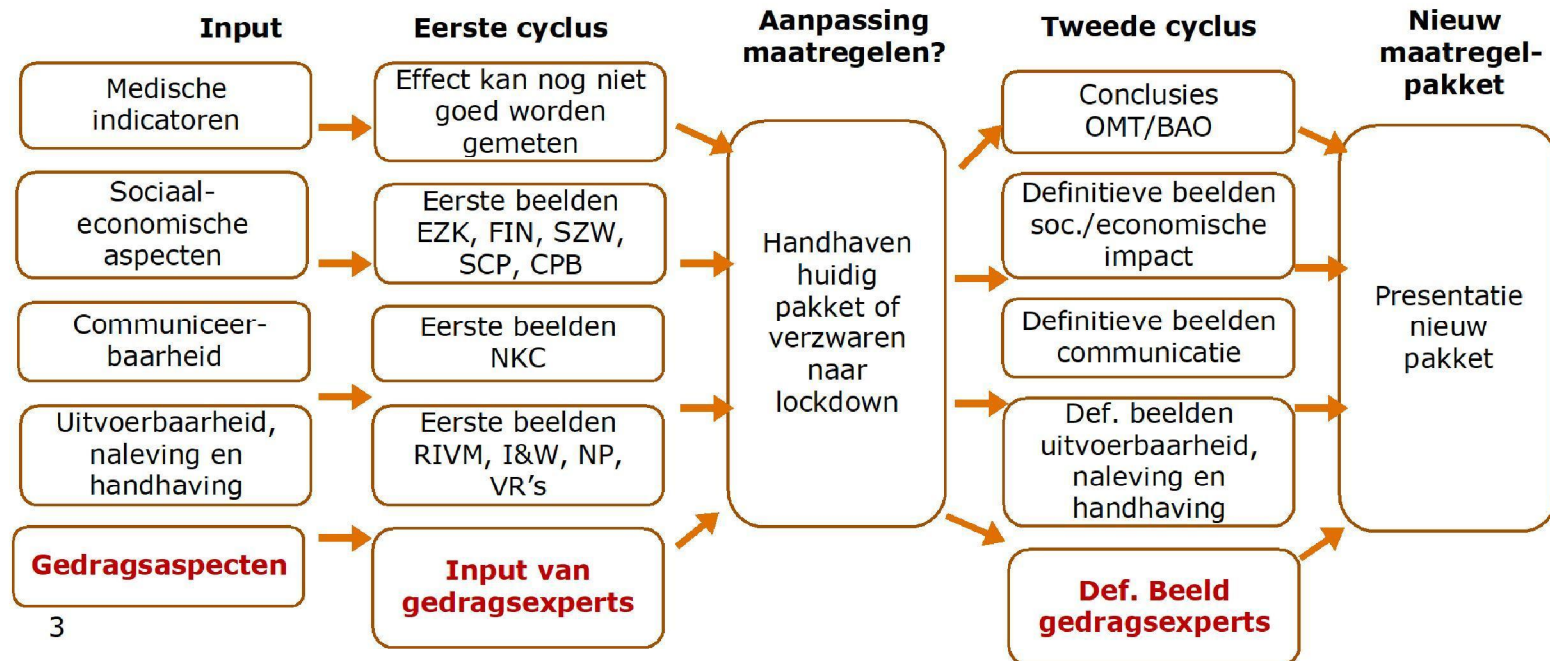 Input
Eerste cyclus
Aanpassing
maatregelen?
Tweede cyclus
Nieuw
maatregel-
pakket
Medische
indicatoren
Sociaal-
economische
aspecten
Communiceer-
baarheid
Uitvoerbaarheid,
naleving en
handhaving
Gedragsaspecten
Effect kan nog niet
goed worden
gemeten
Eerste beelden
EZK, FIN, SZW,
SCP, CPB
Eerste beelden
NKC
Eerste beelden
RIVM, I&W, NP,
VR's
Input van
gedragsexperts
Handhaven
huidig
pakket of
verzwaren
naar
lockdown
Conclusies
OMT/BAO
Definitieve beelden
soc./economische
impact
Definitieve beelden
communicatie
Def. beelden
uitvoerbaarheid,
naleving en
handhaving
Def. Beeld
gedragsexperts
Presentatie
nieuw
pakket
3